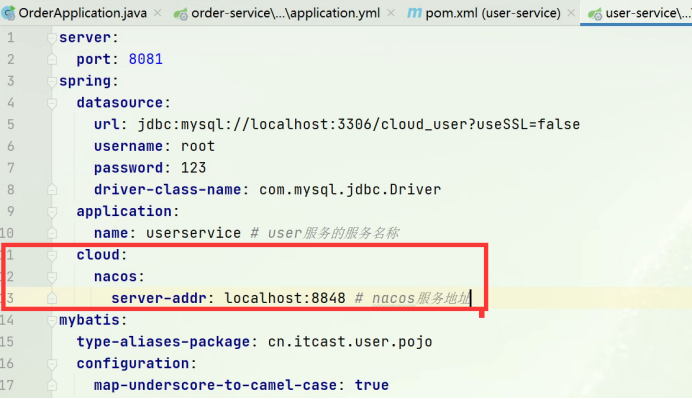 OrderApplication.java × order-service\...\application.yml × pom.xml (user-service) × user-service\...
1 server:
2 port: 8081
3 spring:
4 datasource:
5 url: jdbc:mysql://localhost:3306/cloud_user?useSSL=false
6 username: root
7 password: 123
8 driver-class-name: com.mysql.jdbc.Driver
9 application:
10 name: userservice # user服务的服务名称
11 cloud:
12 nacos:
13 server-addr: localhost:8848 # nacos服务地址
14 mybatis:
15 type-aliases-package: cn.itcast.user.pojo
16 configuration:
17 map-underscore-to-camel-case: true